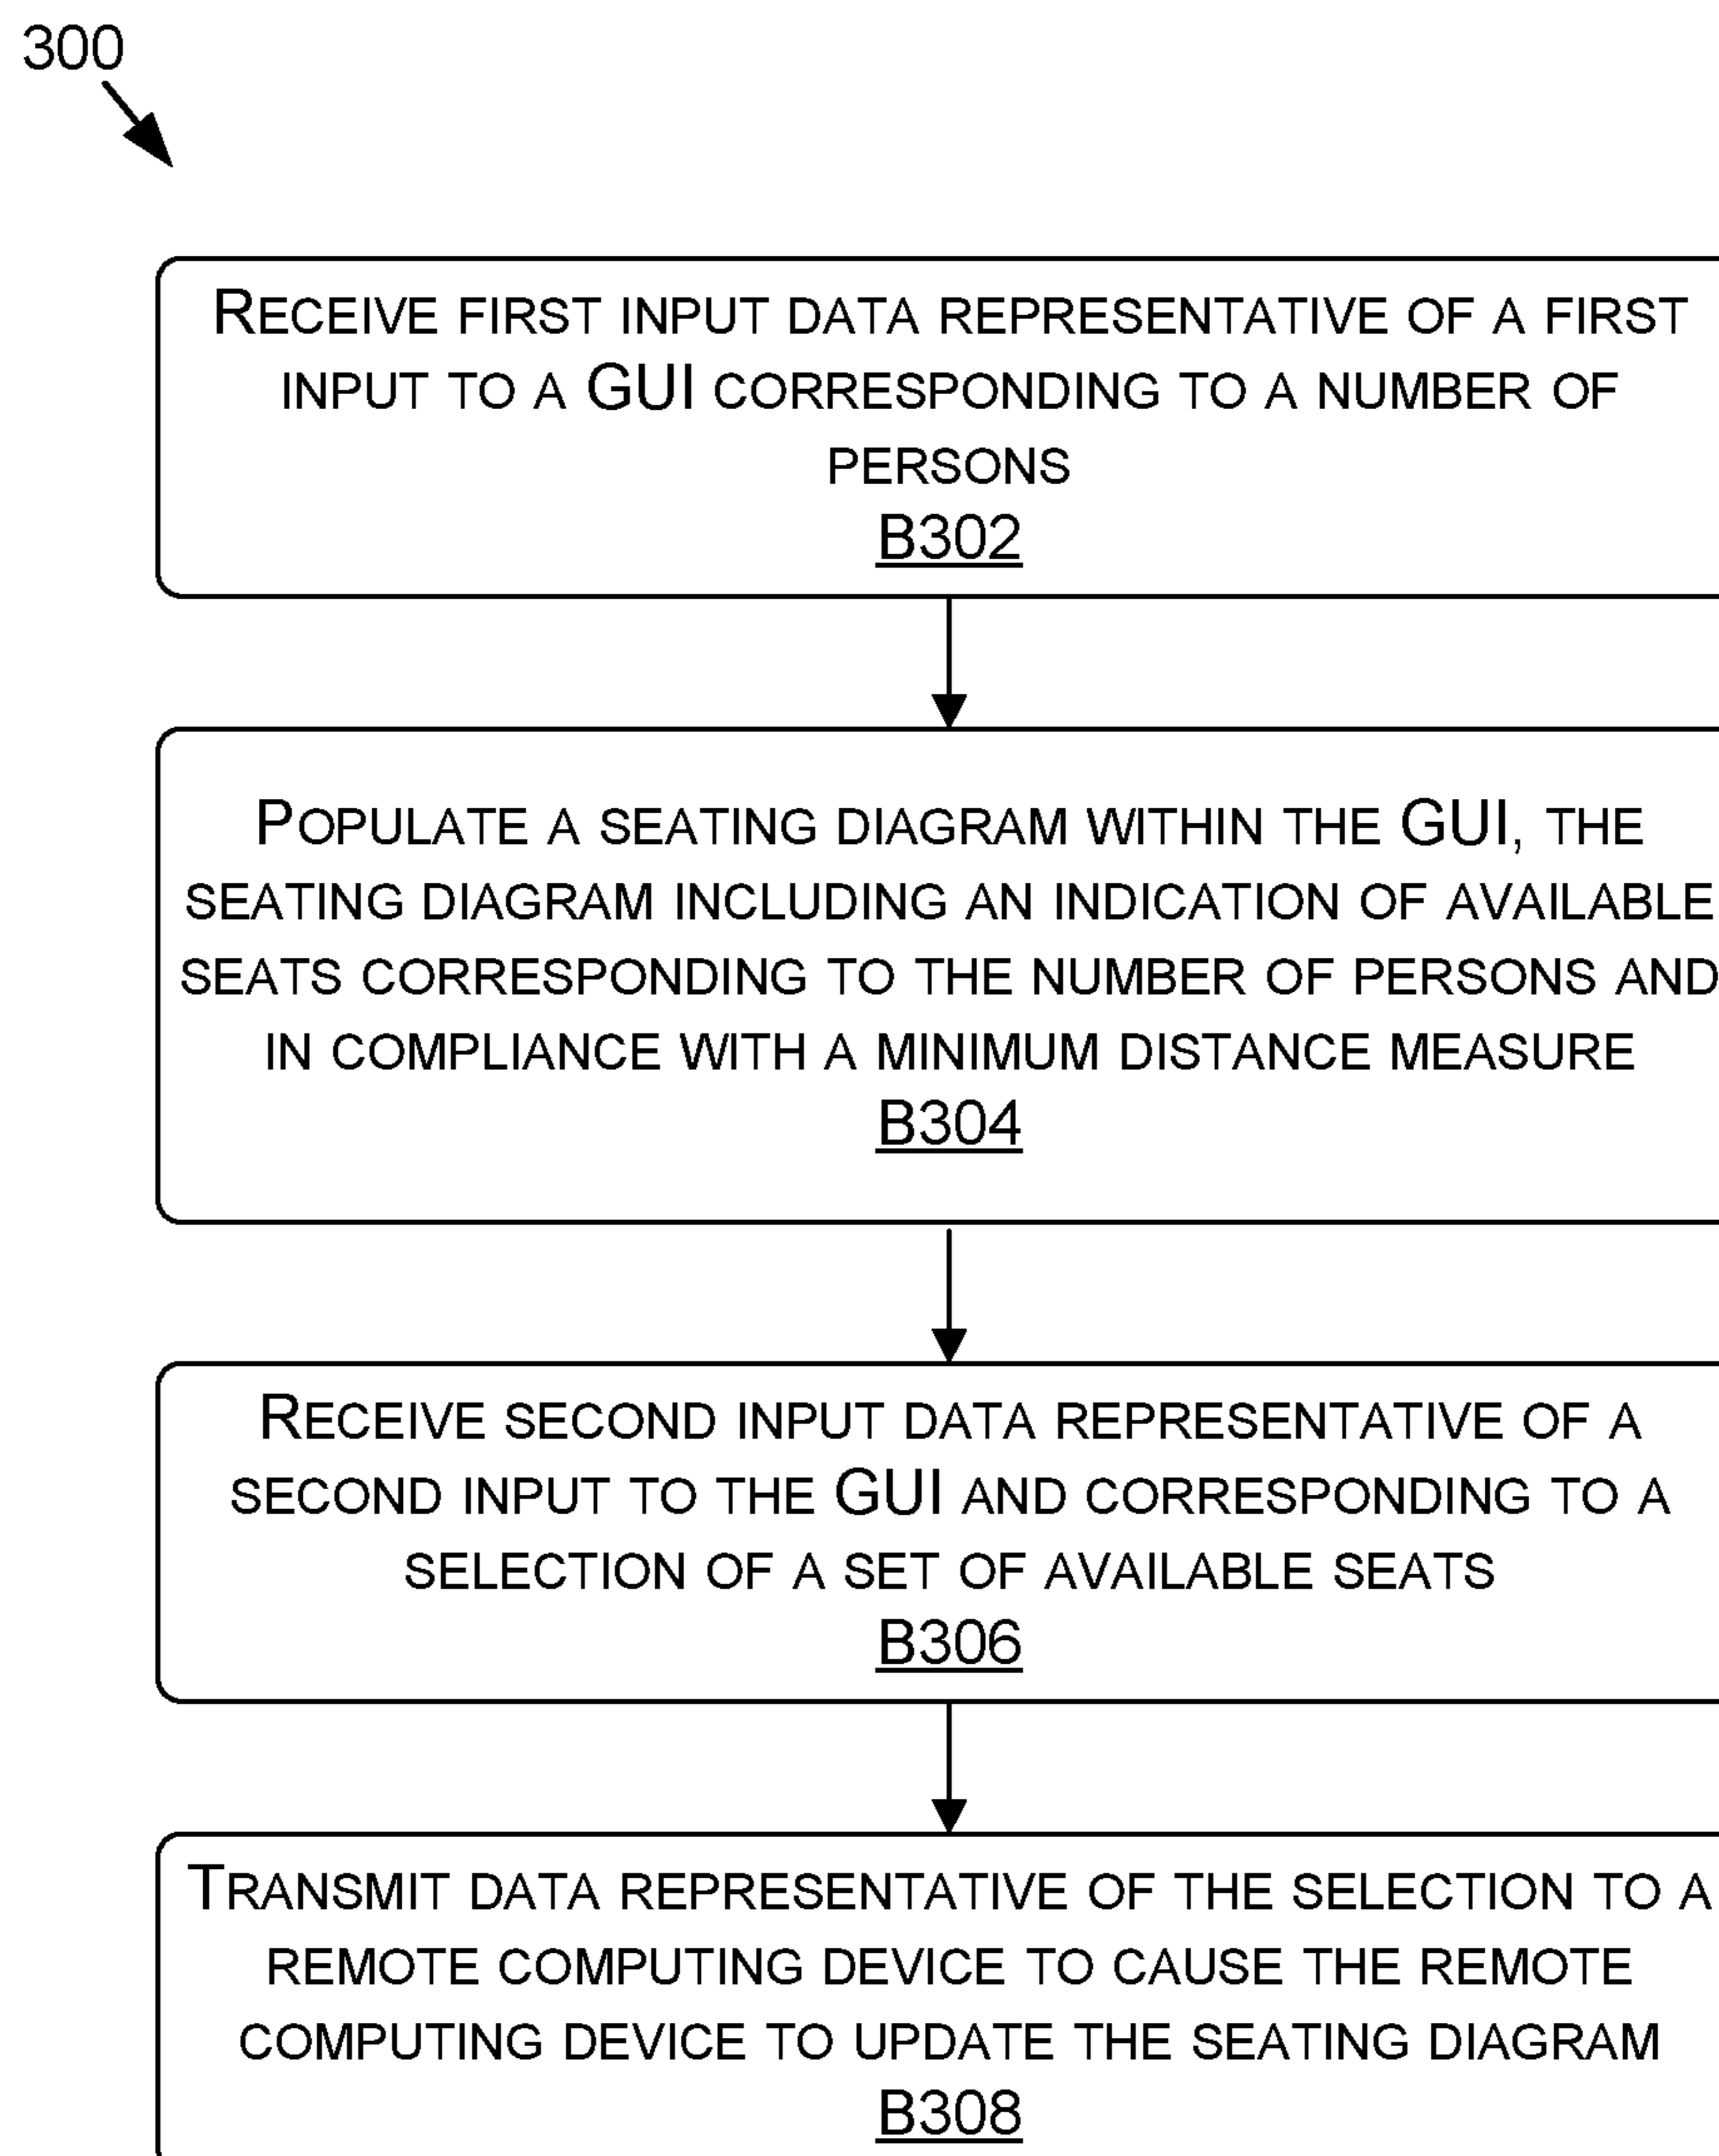 300
RECEIVE FIRST INPUT DATA REPRESENTATIVE OF A FIRST
INPUT TO A GUI CORRESPONDING TO A NUMBER OF
PERSONS
B302
POPULATE A SEATING DIAGRAM WITHIN THE GUI, THE
SEATING DIAGRAM INCLUDING AN INDICATION OF AVAILABLE
SEATS CORRESPONDING TO THE NUMBER OF PERSONS AND
IN COMPLIANCE WITH A MINIMUM DISTANCE MEASURE
B304
RECEIVE SECOND INPUT DATA REPRESENTATIVE OF A
SECOND INPUT TO THE GUI AND CORRESPONDING TO A
SELECTION OF A SET OF AVAILABLE SEATS
B306
TRANSMIT DATA REPRESENTATIVE OF THE SELECTION TO A
REMOTE COMPUTING DEVICE TO CAUSE THE REMOTE
COMPUTING DEVICE TO UPDATE THE SEATING DIAGRAM
B308